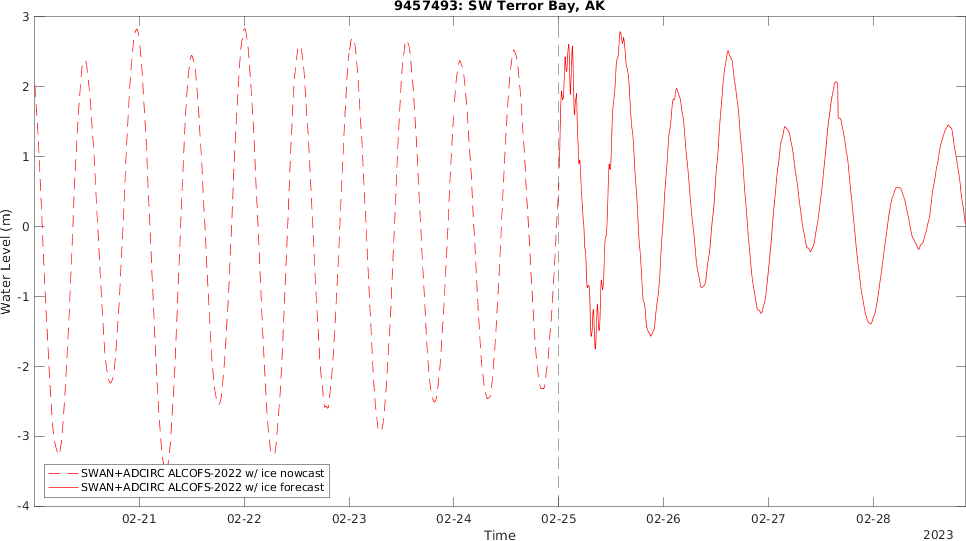 9457493: SW Terror Bay, AK
3
2
1
0
-1
-2
-3
-4
Water Level (m)
SWAN+ADCIRC ALCOFS-2022 w/ ice nowcast
SWAN+ADCIRC ALCOFS-2022 w/ ice forecast
02-21 02-22 02-23 02-24 02-25 02-26 02-27 02-28
Time
2023